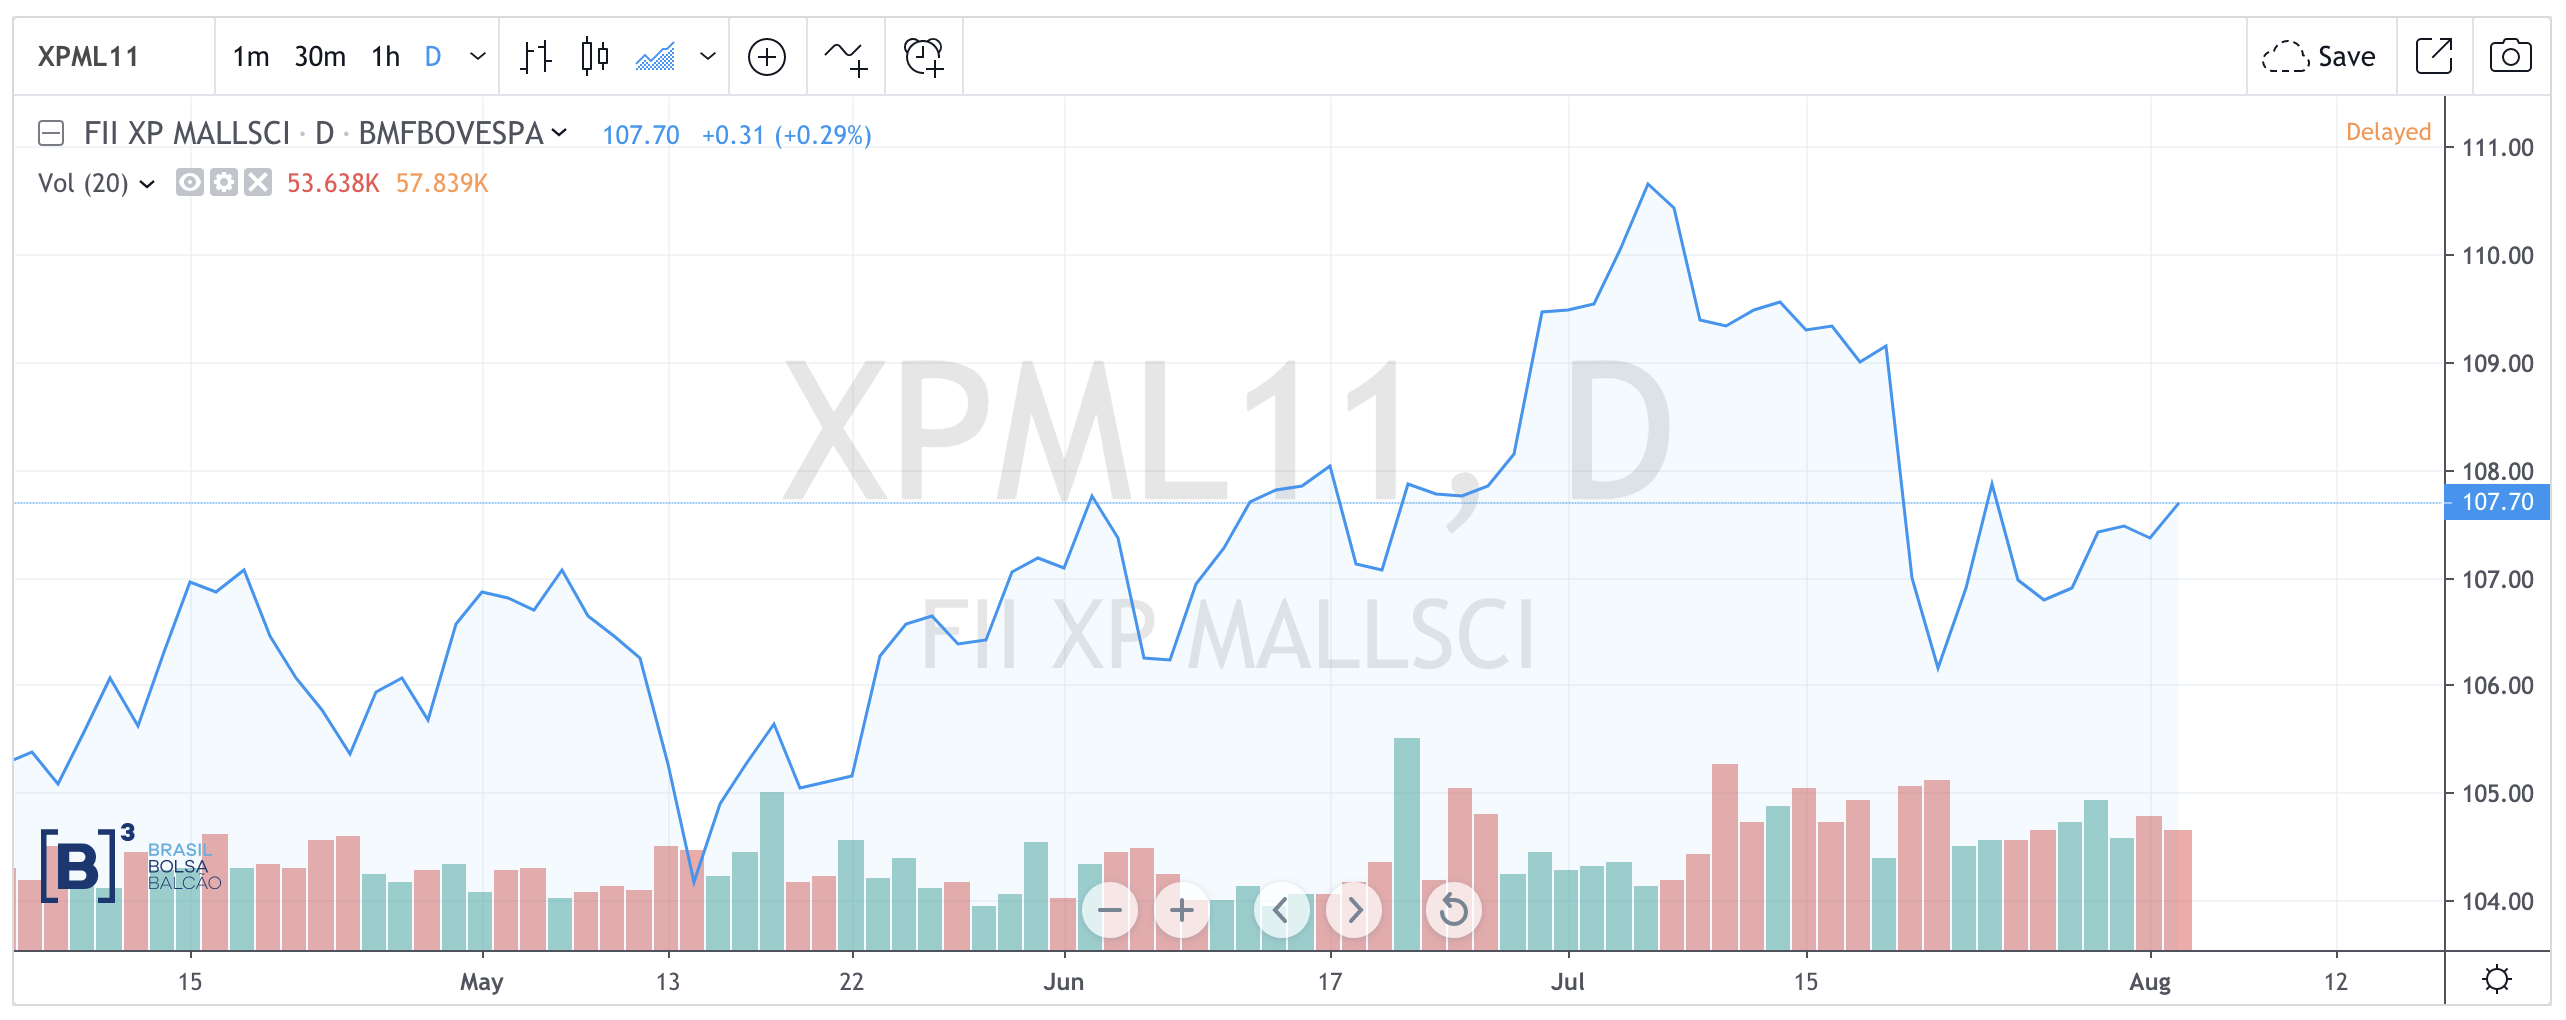 XPML11 1m 30m 1h D Save
FII XP MALLSCI · D · BMFBOVESPA 107.70 +0.31 (+0.29%) Delayed
Vol (20) 53.638K 57.839K
111.00
110.00
109.00
108.00
107.70
107.00
106.00
105.00
104.00
XPML11, D
FII XP MALLSCI
[B]³ BRASIL
BOLSA
BALCÃO
15 May 13 22 Jun 17 Jul 15 Aug 12